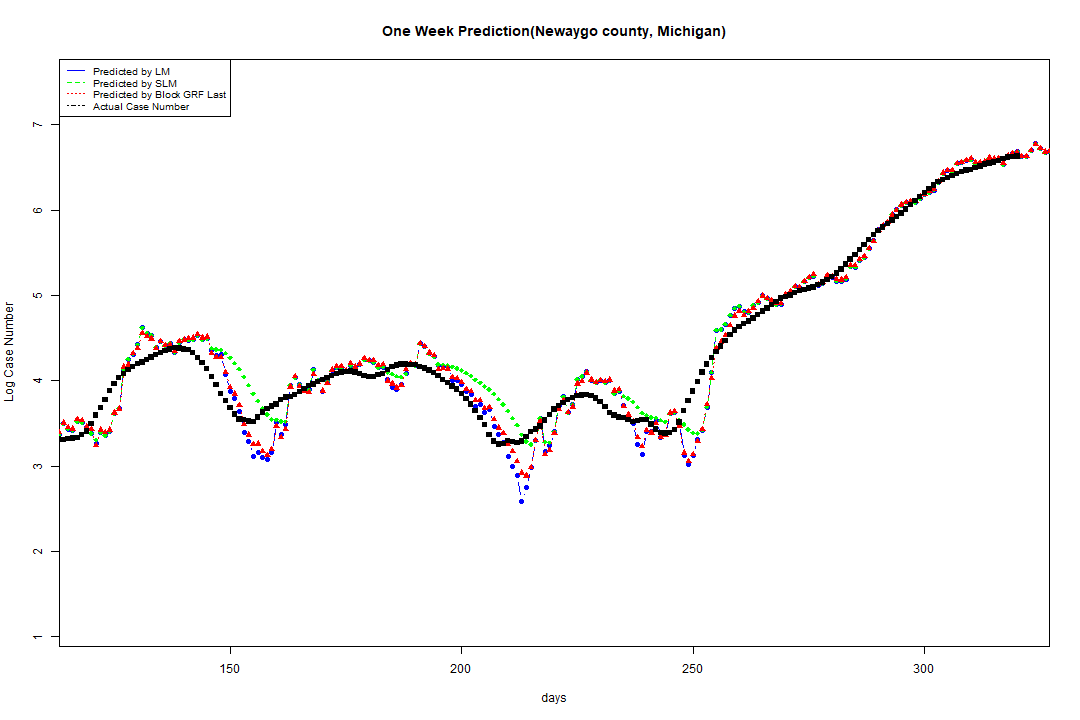 One Week Prediction(Newaygo county, Michigan)
Predicted by LM
Predicted by SLM
Predicted by Block GRF Last
Actual Case Number
7
6
5
4
3
2
1
Log Case Number
150 200 250 300
days